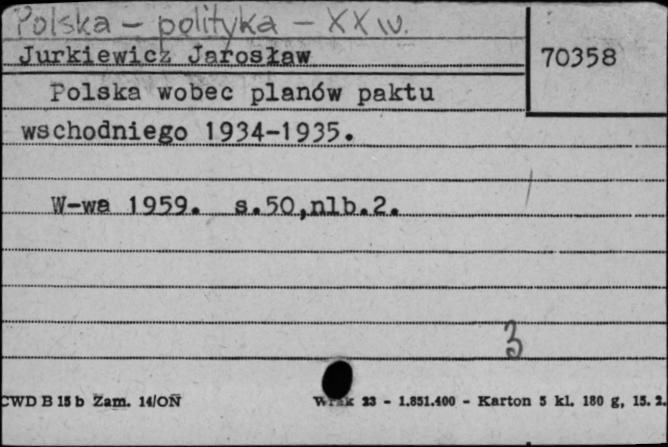 Polska - polityka - XX w.
Jurkiewicz Jarosław
70358
Polska wobec planów paktu
wschodniego 1934-1935.
W-wa 1959. s.50,nlb.2.
3
CWD B 15 b Zam. 14/ON
23 - 1.851.400 - Karton 5 kl. 180 g, 15. 2.